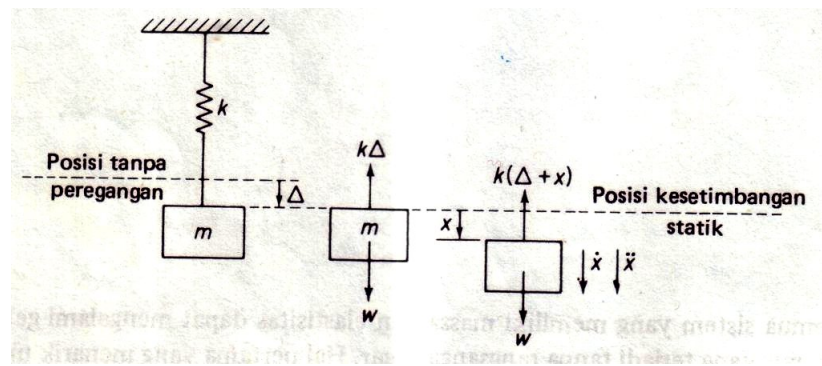 k
Posisi tanpa
peregangan
Δ
m
kΔ
m
w
k(Δ + x)
x
ẋ ẍ
w
Posisi kesetimbangan
statik